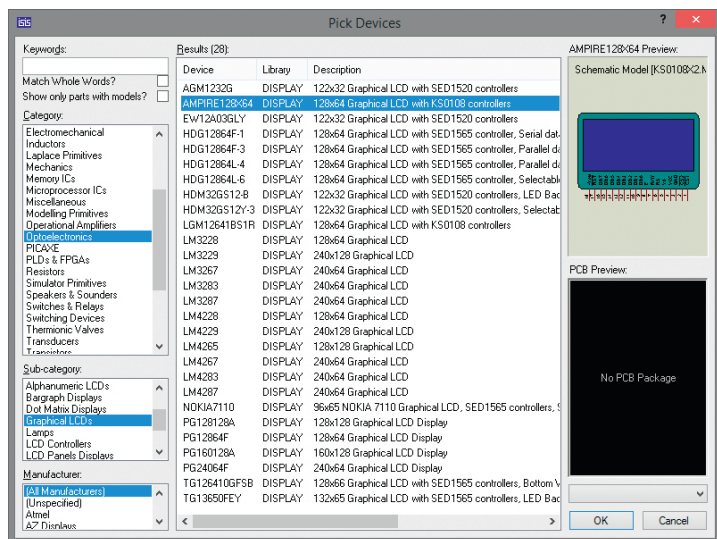 isis
Pick Devices
?
×
Keywords:
Match Whole Words?
Show only parts with models?
Category:
Electromechanical
Inductors
Laplace Primitives
Mechanics
Memory ICs
Microprocessor ICs
Miscellaneous
Modelling Primitives
Operational Amplifiers
Optoelectronics
PICAXE
PLDs & FPGAs
Resistors
Simulator Primitives
Speakers & Sounders
Switches & Relays
Switching Devices
Thermionic Valves
Transducers
Transistors
Sub-category:
Alphanumeric LCDs
Bargraph Displays
Dot Matrix Displays
Graphical LCDs
Lamps
LCD Controllers
LCD Panels Displays
Manufacturer:
(All Manufacturers)
(Unspecified)
Atmel
AZ Displays
Results (28):
Device Library Description
AGM1232G DISPLAY 122x32 Graphical LCD with SED1520 controllers
AMPIRE128X64 DISPLAY 128x64 Graphical LCD with KS0108 controllers
EW12A03GLY DISPLAY 122x32 Graphical LCD with SED1520 controllers
HDG12864F-1 DISPLAY 128x64 Graphical LCD with SED1565 controller, Serial dat
HDG12864F-3 DISPLAY 128x64 Graphical LCD with SED1565 controller, Parallel da
HDG12864L-4 DISPLAY 128x64 Graphical LCD with SED1565 controller, Parallel da
HDG12864L-6 DISPLAY 128x64 Graphical LCD with SED1565 controller, Selectabl
HDM32GS12-B DISPLAY 122x32 Graphical LCD with SED1520 controllers, LED Bac
HDM32GS12Y-3 DISPLAY 122x32 Graphical LCD with SED1520 controllers, Selectab
LGM12641BS1R DISPLAY 128x64 Graphical LCD with KS0108 controllers
LM3228 DISPLAY 128x64 Graphical LCD
LM3229 DISPLAY 240x128 Graphical LCD
LM3267 DISPLAY 240x64 Graphical LCD
LM3283 DISPLAY 240x64 Graphical LCD
LM3287 DISPLAY 240x64 Graphical LCD
LM4228 DISPLAY 128x64 Graphical LCD
LM4229 DISPLAY 240x128 Graphical LCD
LM4265 DISPLAY 128x128 Graphical LCD
LM4267 DISPLAY 240x64 Graphical LCD
LM4283 DISPLAY 240x64 Graphical LCD
LM4287 DISPLAY 240x64 Graphical LCD
NOKIA7110 DISPLAY 96x65 NOKIA 7110 Graphical LCD, SED1565 controllers, S
PG128128A DISPLAY 128x128 Graphical LCD Display
PG12864F DISPLAY 128x64 Graphical LCD Display
PG160128A DISPLAY 160x128 Graphical LCD Display
PG24064F DISPLAY 240x64 Graphical LCD Display
TG126410GFSB DISPLAY 128x66 Graphical LCD with SED1565 controllers, Bottom V
TG13650FEY DISPLAY 132x65 Graphical LCD with SED1565 controllers, LED Bac
AMPIRE128X64 Preview:
Schematic Model [KS0108X2.M
PCB Preview:
No PCB Package
OK
Cancel